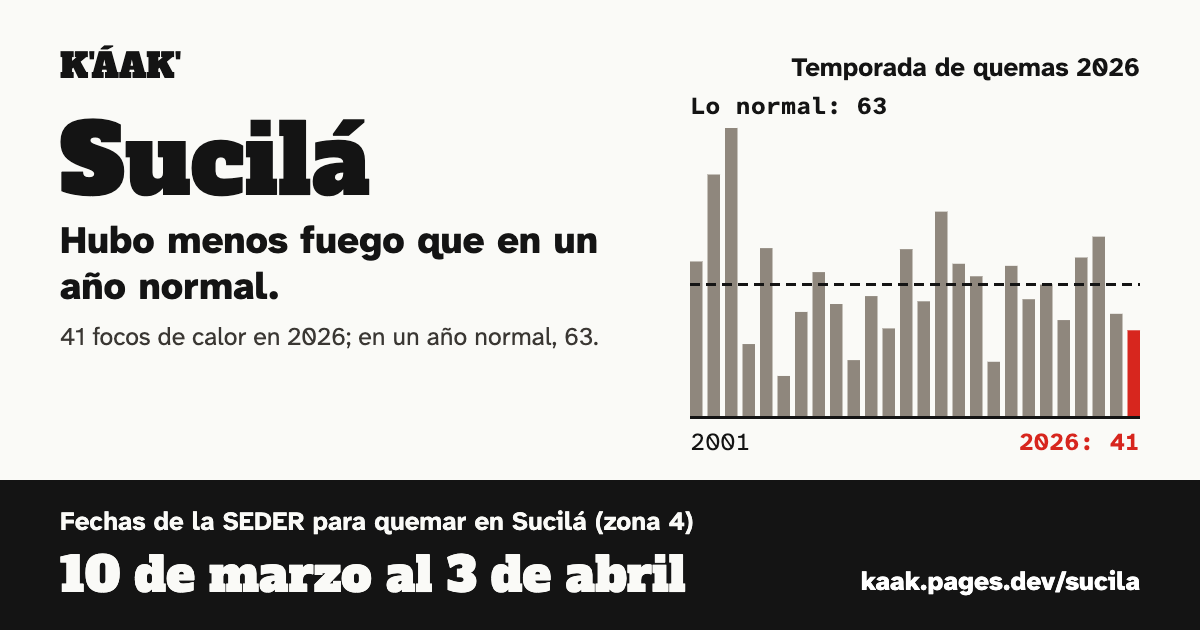 K'ÁAK'
Sucilá
Hubo menos fuego que en un
año normal.
41 focos de calor en 2026; en un año normal, 63.
Temporada de quemas 2026
Lo normal: 63
2001
2026: 41
Fechas de la SEDER para quemar en Sucilá (zona 4)
10 de marzo al 3 de abril
kaak.pages.dev/sucila